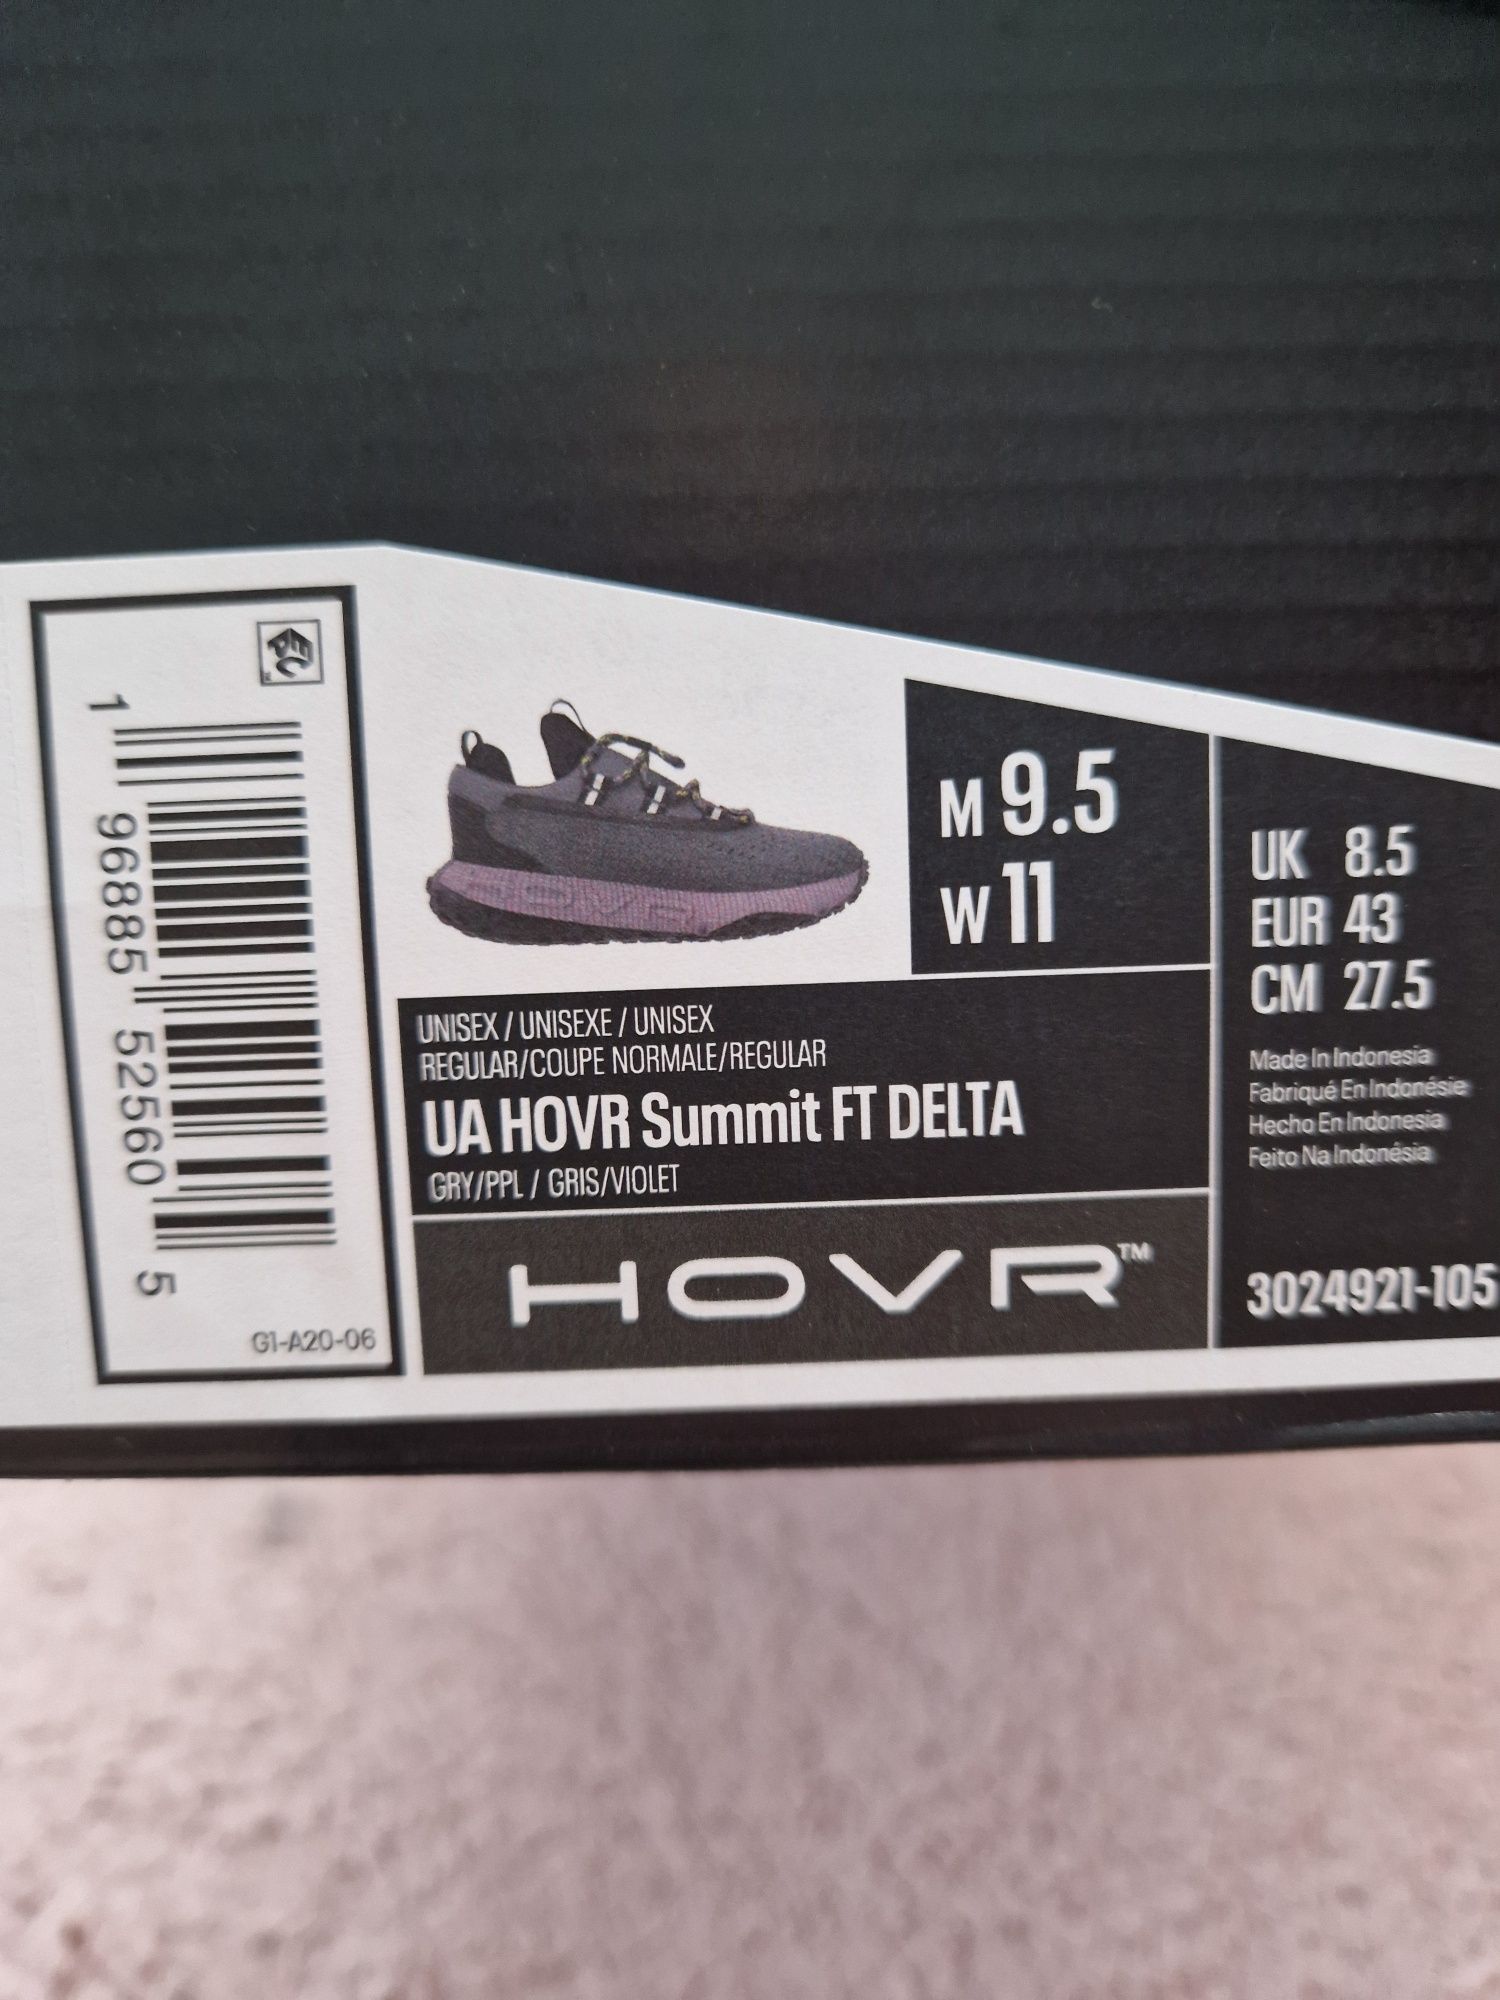 EPC
1 96885 52560 5
G1-A20-06
M 9.5
W 11
UNISEX / UNISEXE / UNISEX
REGULAR/COUPE NORMALE/REGULAR
UA HOVR Summit FT DELTA
GRY/PPL / GRIS/VIOLET
HOVR™
UK 8.5
EUR 43
CM 27.5
Made In Indonesia
Fabriqué En Indonésie
Hecho En Indonesia
Feito Na Indonésia
3024921-105